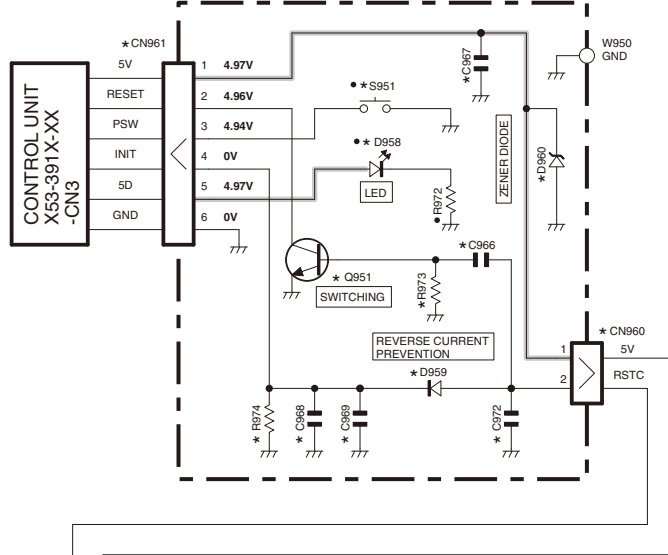 CONTROL UNIT
X53-391X-XX
-CN3
★CN961
5V
RESET
PSW
INIT
5D
GND
1 4.97V
2 4.96V
3 4.94V
4 0V
5 4.97V
6 0V
★C967
W950
GND
●★S951
●★ D958
LED
●R972
ZENER DIODE
★D960
★C966
★ Q951
SWITCHING
★R973
REVERSE CURRENT
PREVENTION
★D959
★ CN960
1 5V
2 RSTC
★ R974
★ C968
★ C969
★ C972